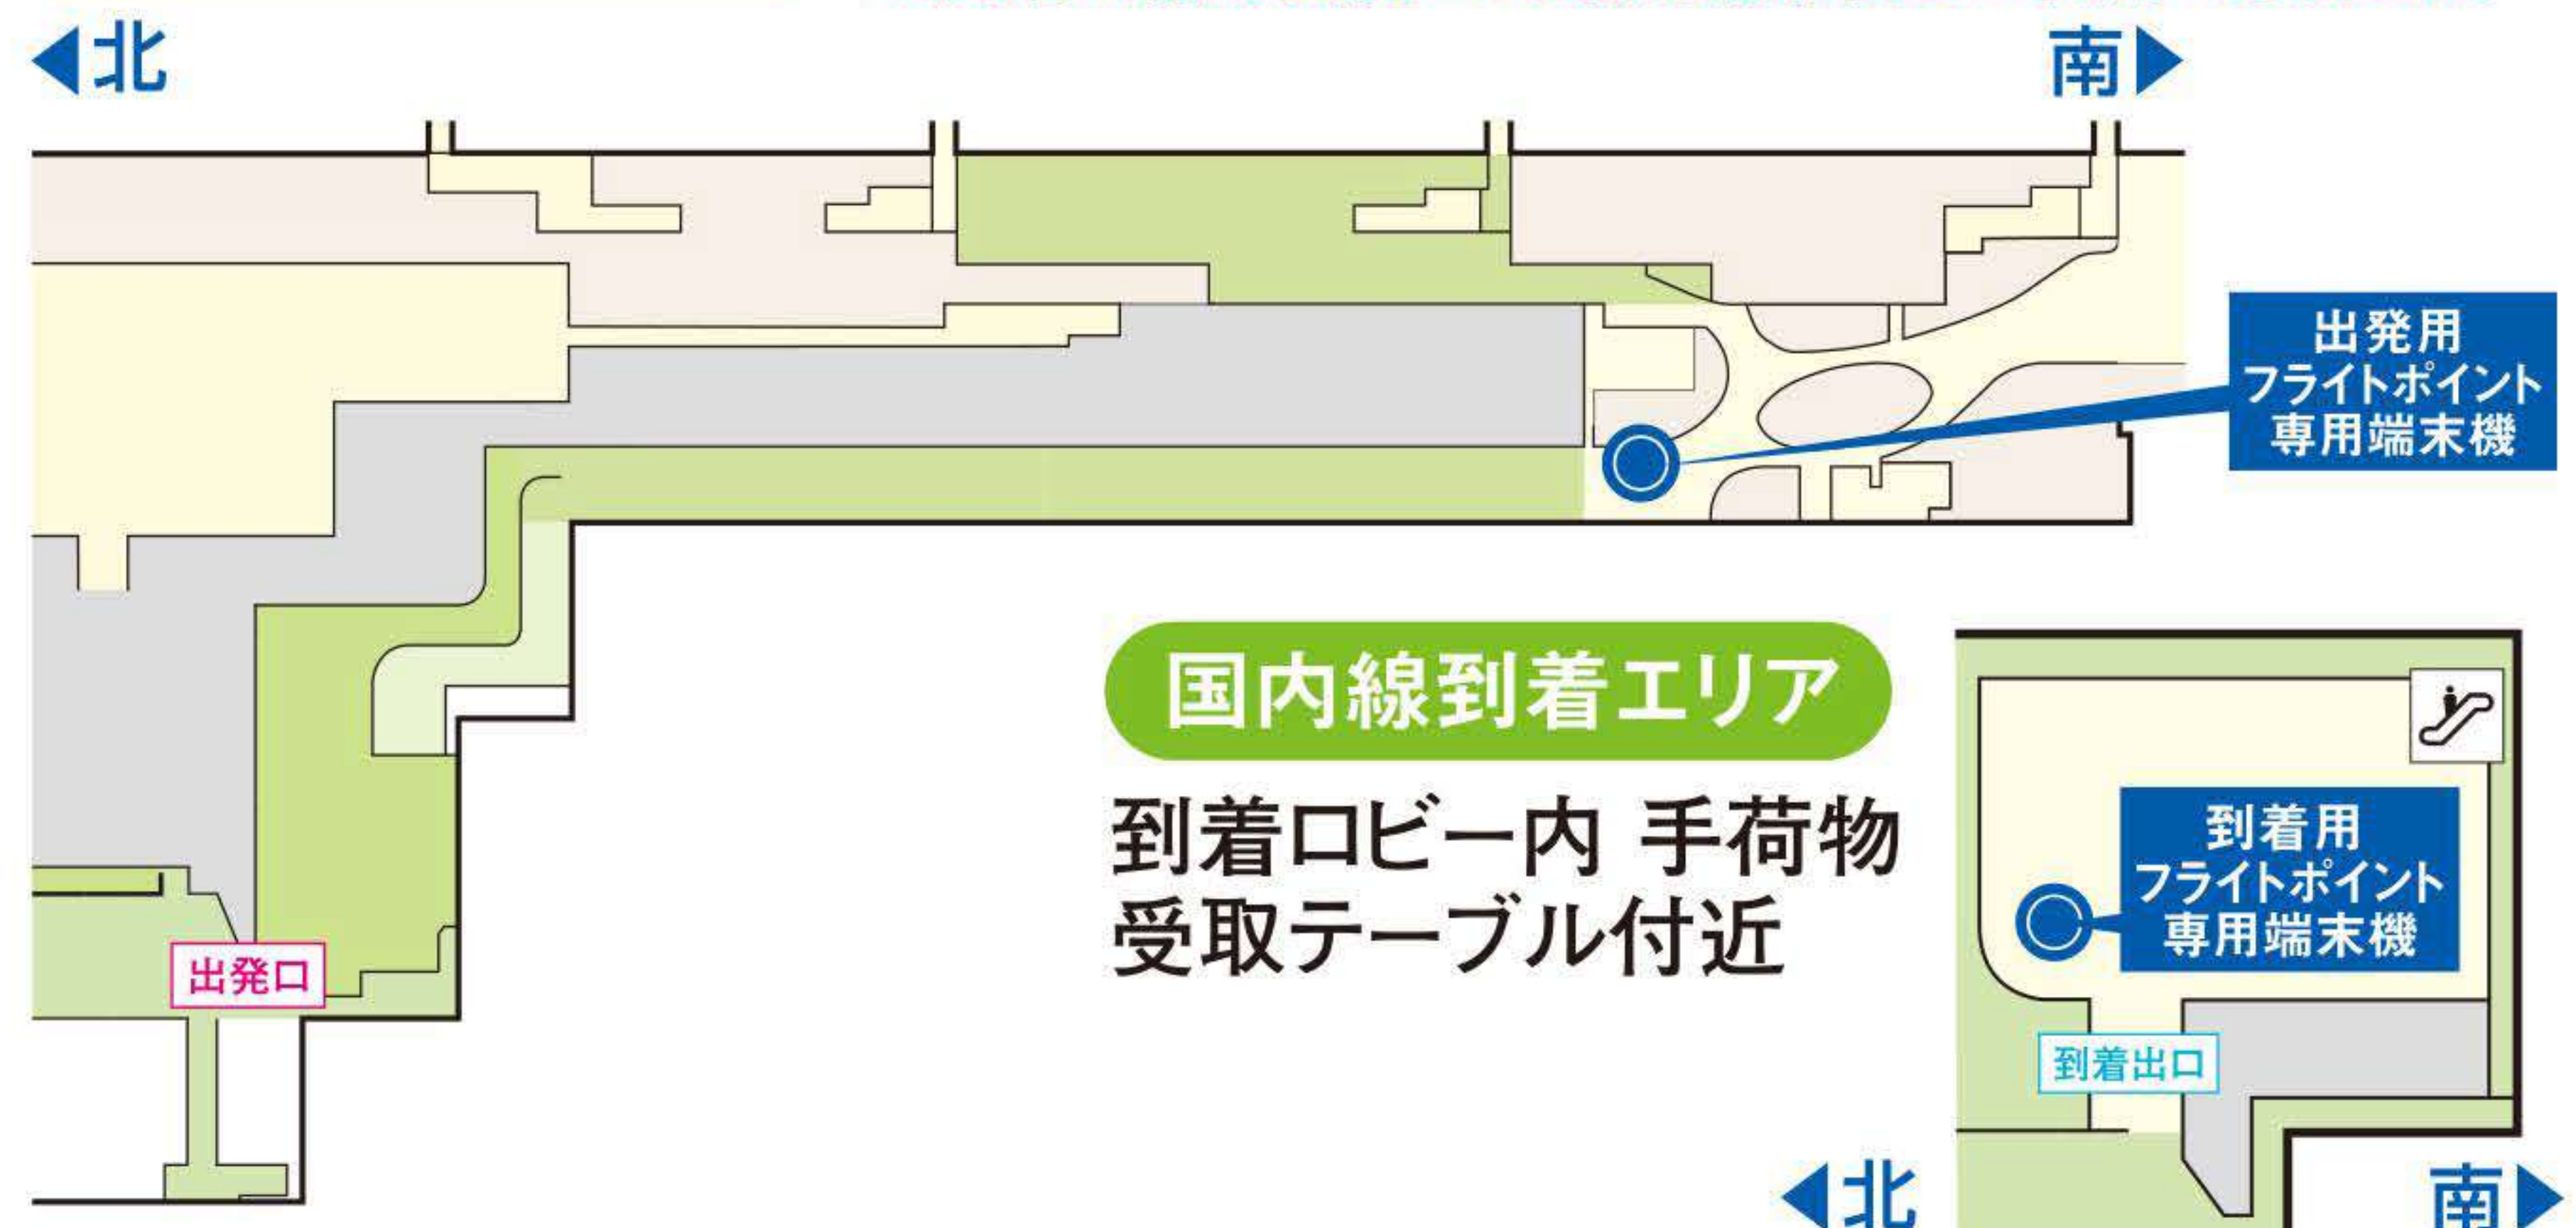 北
南
出発用
フライトポイント
専用端末機
国内線到着エリア
到着ロビー内 手荷物
受取テーブル付近
出発口
到着用
フライトポイント
専用端末機
到着出口
北
南